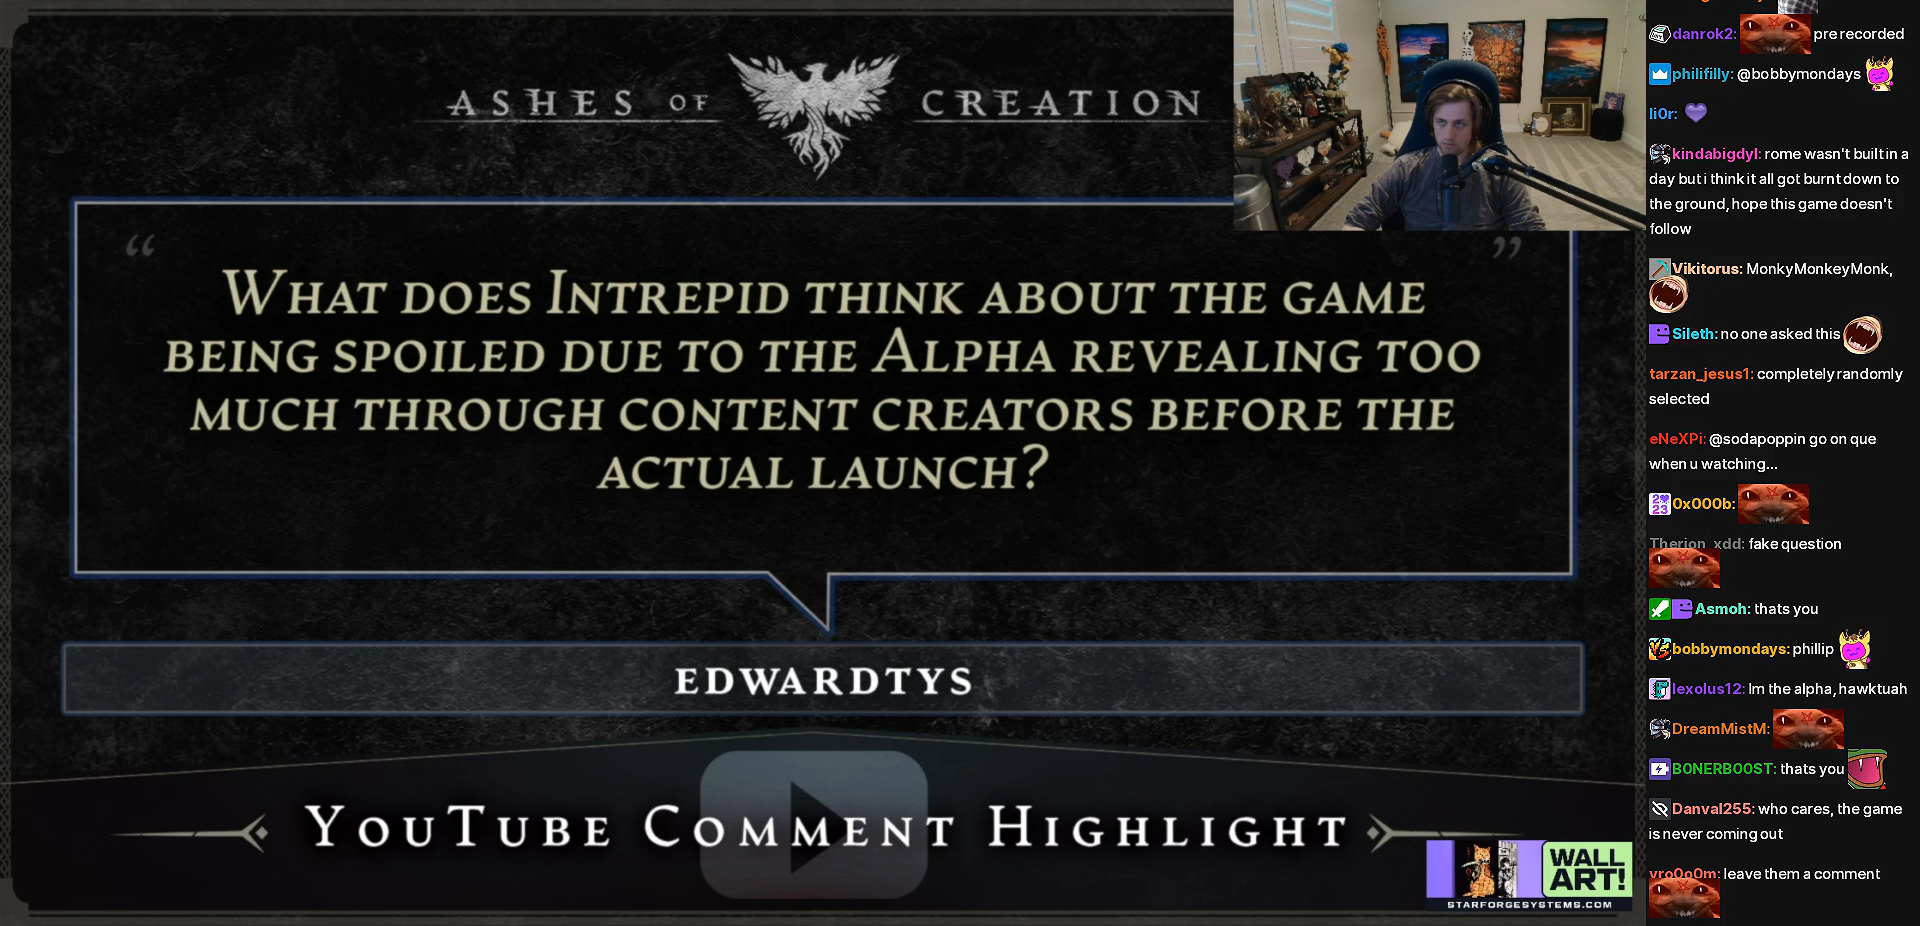 ASHES OF CREATION
“
”
WHAT DOES INTREPID THINK ABOUT THE GAME
BEING SPOILED DUE TO THE ALPHA REVEALING TOO
MUCH THROUGH CONTENT CREATORS BEFORE THE
ACTUAL LAUNCH?
EDWARDTYS
YOUTUBE COMMENT HIGHLIGHT
WALL
ART!
STARFORGESYSTEMS.COM
danrok2: pre recorded
philifilly: @bobbymondays
li0r:
kindabigdyl: rome wasn't built in a
day but i think it all got burnt down to
the ground, hope this game doesn't
follow
Vikitorus: MonkyMonkeyMonk,
Sileth: no one asked this
tarzan_jesus1: completely randomly
selected
eNeXPi: @sodapoppin go on que
when u watching...
0x000b:
Therion_xdd: fake question
Asmoh: thats you
bobbymondays: phillip
lexolus12: Im the alpha, hawktuah
DreamMistM:
B0NERB00ST: thats you
Danval255: who cares, the game
is never coming out
vro0o0m: leave them a comment